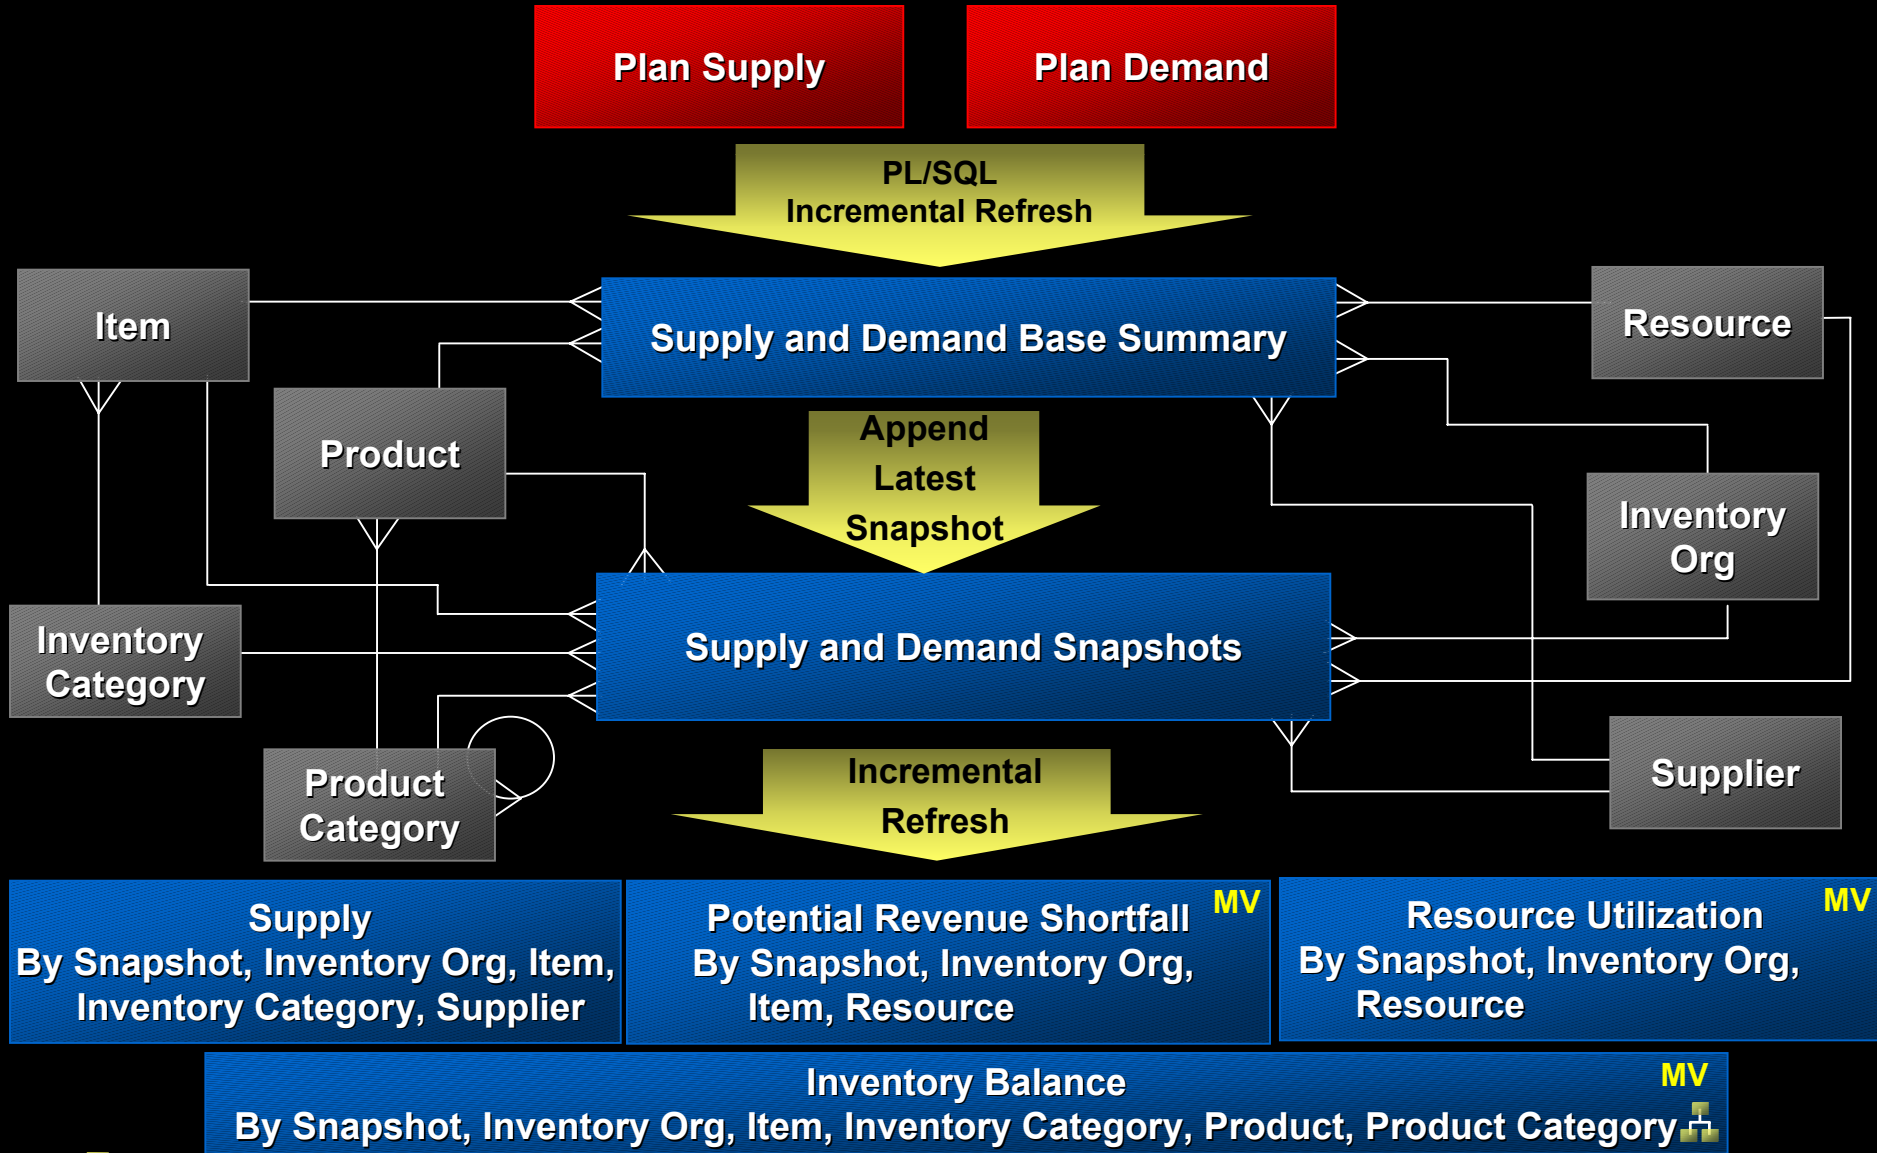 Plan Supply
Plan Demand
PL/SQL
Incremental Refresh
Item
Supply and Demand Base Summary
Resource
Product
Append
Latest
Snapshot
Inventory
Org
Inventory
Category
Supply and Demand Snapshots
Product
Category
Incremental
Refresh
Supplier
Supply
By Snapshot, Inventory Org, Item,
Inventory Category, Supplier
Potential Revenue Shortfall MV
By Snapshot, Inventory Org,
Item, Resource
Resource Utilization MV
By Snapshot, Inventory Org,
Resource
Inventory Balance MV
By Snapshot, Inventory Org, Item, Inventory Category, Product, Product Category